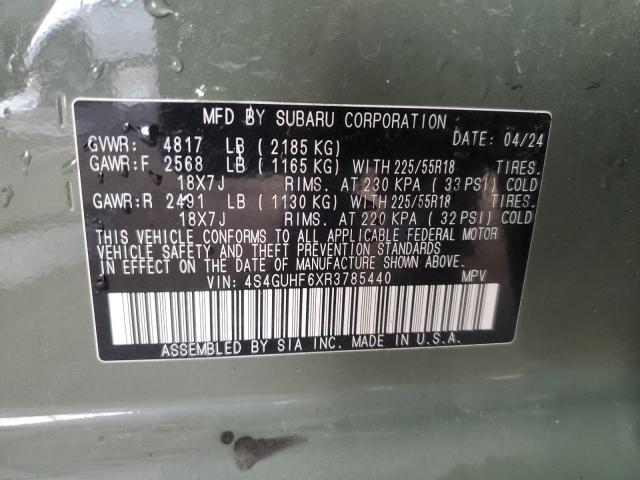 MFD BY SUBARU CORPORATION
GVWR: 4817 LB (2185 KG) DATE: 04/24
GAWR:F 2568 LB (1165 KG) WITH 225/55R18 TIRES.
18X7J RIMS. AT 230 KPA (33 PSI) COLD
GAWR:R 2491 LB (1130 KG) WITH 225/55R18 TIRES.
18X7J RIMS. AT 220 KPA (32 PSI) COLD
THIS VEHICLE CONFORMS TO ALL APPLICABLE FEDERAL MOTOR
VEHICLE SAFETY AND THEFT PREVENTION STANDARDS
IN EFFECT ON THE DATE OF MANUFACTURE SHOWN ABOVE.
VIN: 4S4GUHF6XR3785440 MPV
ASSEMBLED BY SIA INC. MADE IN U.S.A.